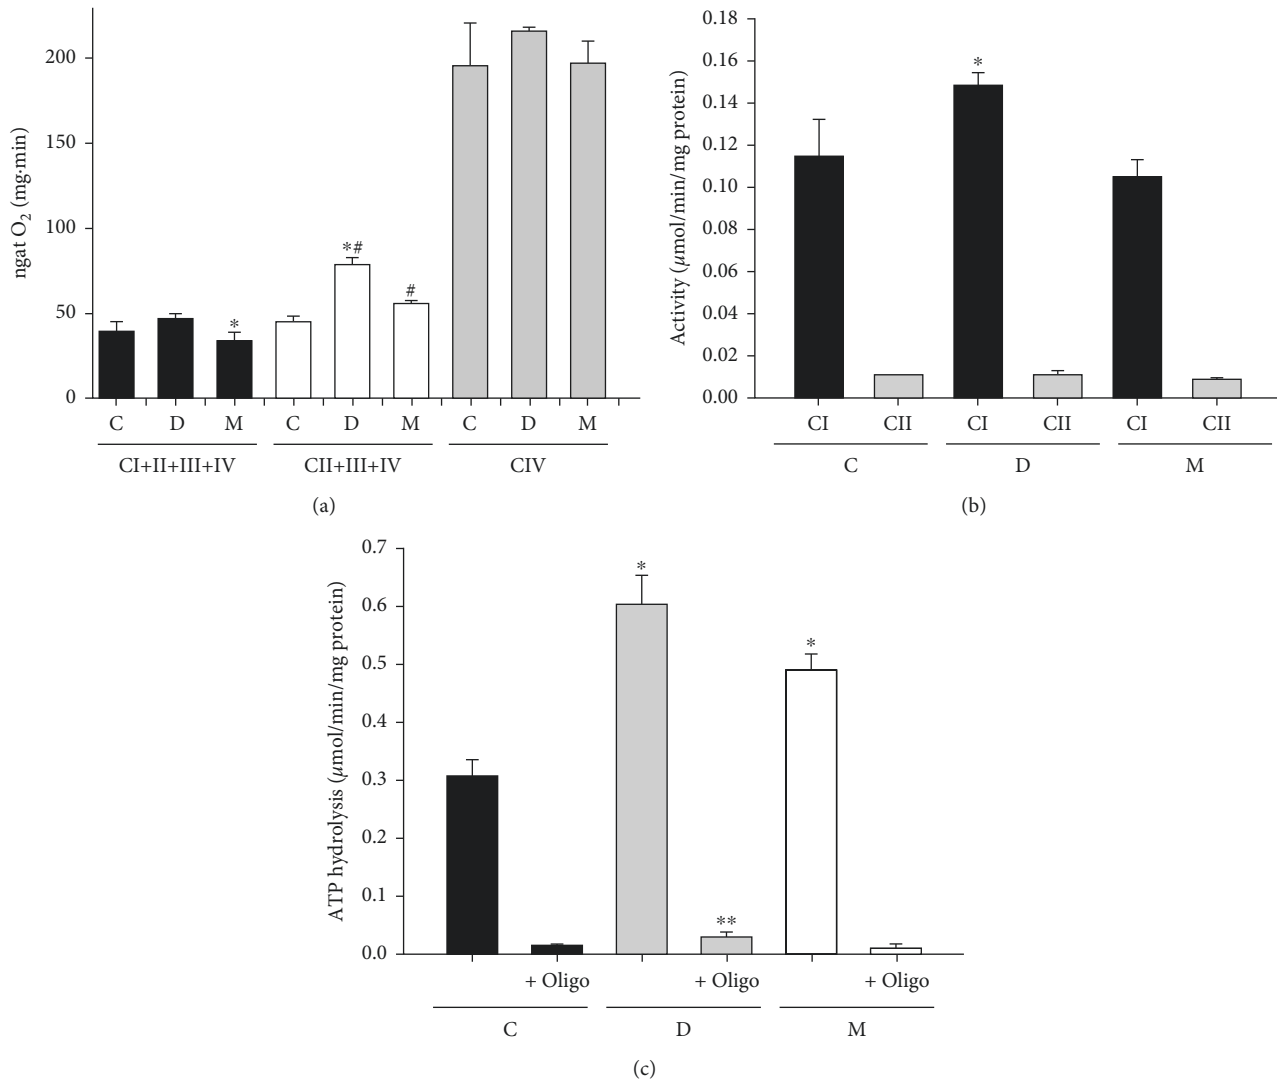 200
150
100
50
0
ngat O2 (mg·min)
*
*#
#
C D M C D M C D M
CI+II+III+IV CII+III+IV CIV
(a)
0.18
0.16
0.14
0.12
0.10
0.08
0.06
0.04
0.02
0.00
Activity (μmol/min/mg protein)
*
CI CII CI CII CI CII
C D M
(b)
0.7
0.6
0.5
0.4
0.3
0.2
0.1
0.0
ATP hydrolysis (μmol/min/mg protein)
*
**
*
+ Oligo + Oligo + Oligo
C D M
(c)